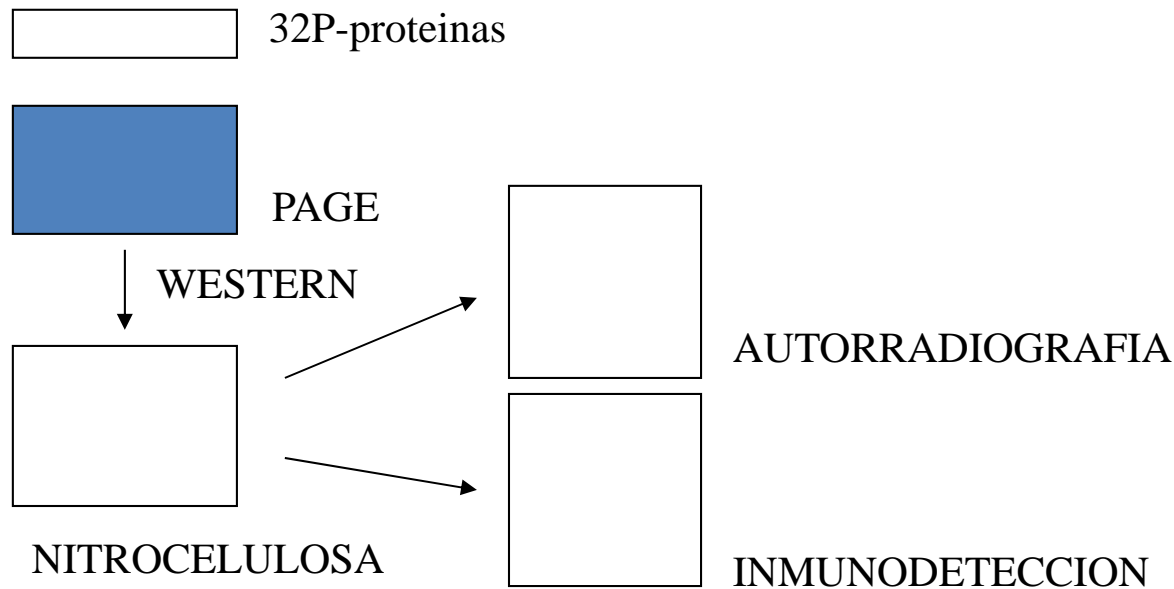 32P-proteinas
PAGE
WESTERN
AUTORRADIOGRAFIA
NITROCELULOSA
INMUNODETECCION